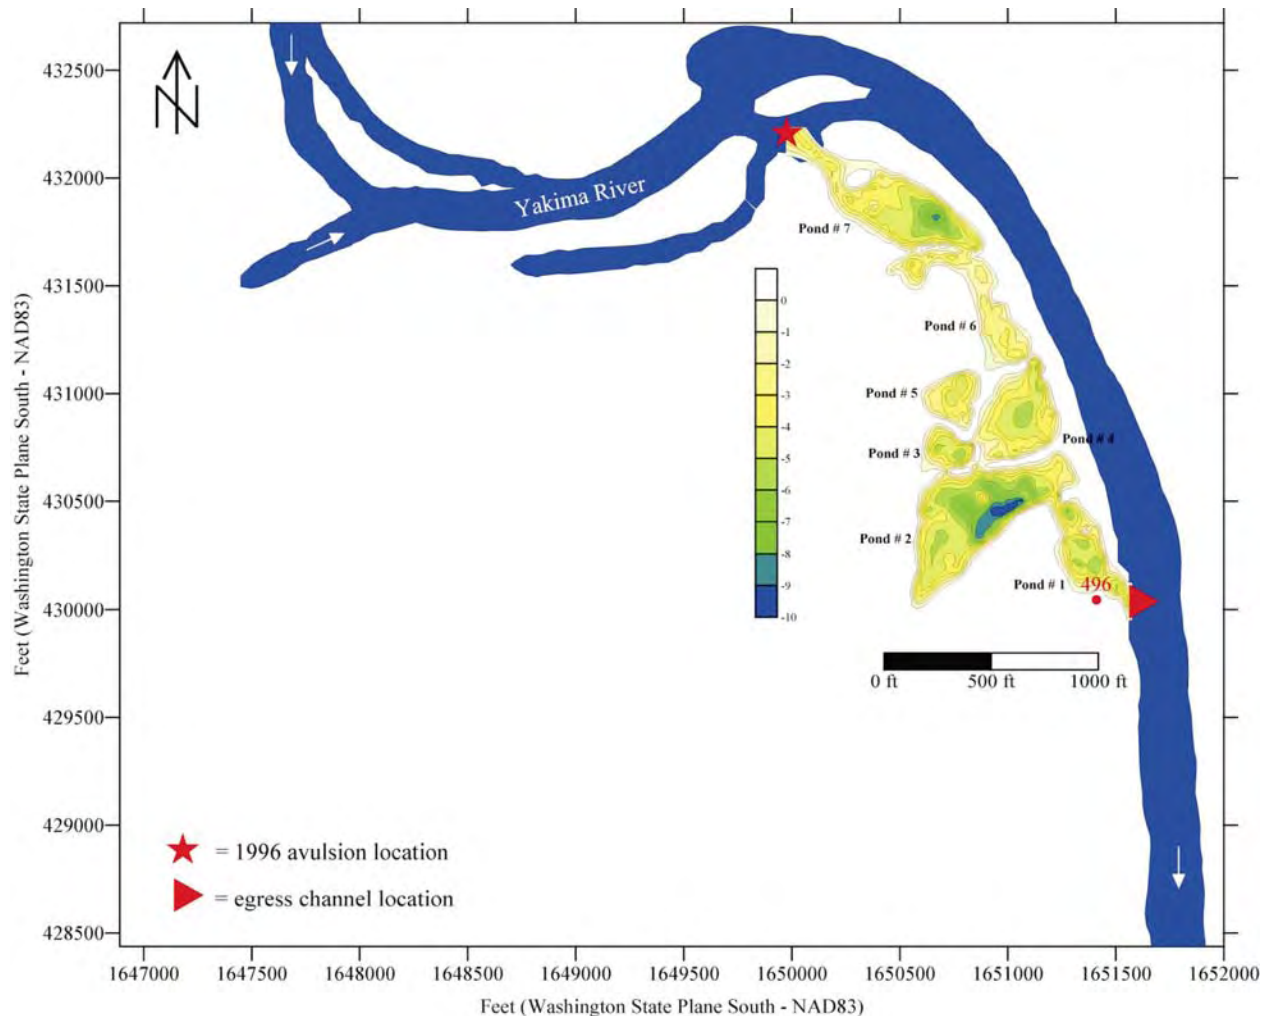 432500
432000
431500
431000
430500
430000
429500
429000
428500
Feet (Washington State Plane South - NAD83)
N
Yakima River
Pond # 7
Pond # 6
Pond # 5
Pond # 4
Pond # 3
Pond # 2
Pond # 1
496
0
-1
-2
-3
-4
-5
-6
-7
-8
-9
-10
0 ft 500 ft 1000 ft
= 1996 avulsion location
= egress channel location
1647000 1647500 1648000 1648500 1649000 1649500 1650000 1650500 1651000 1651500 1652000
Feet (Washington State Plane South - NAD83)